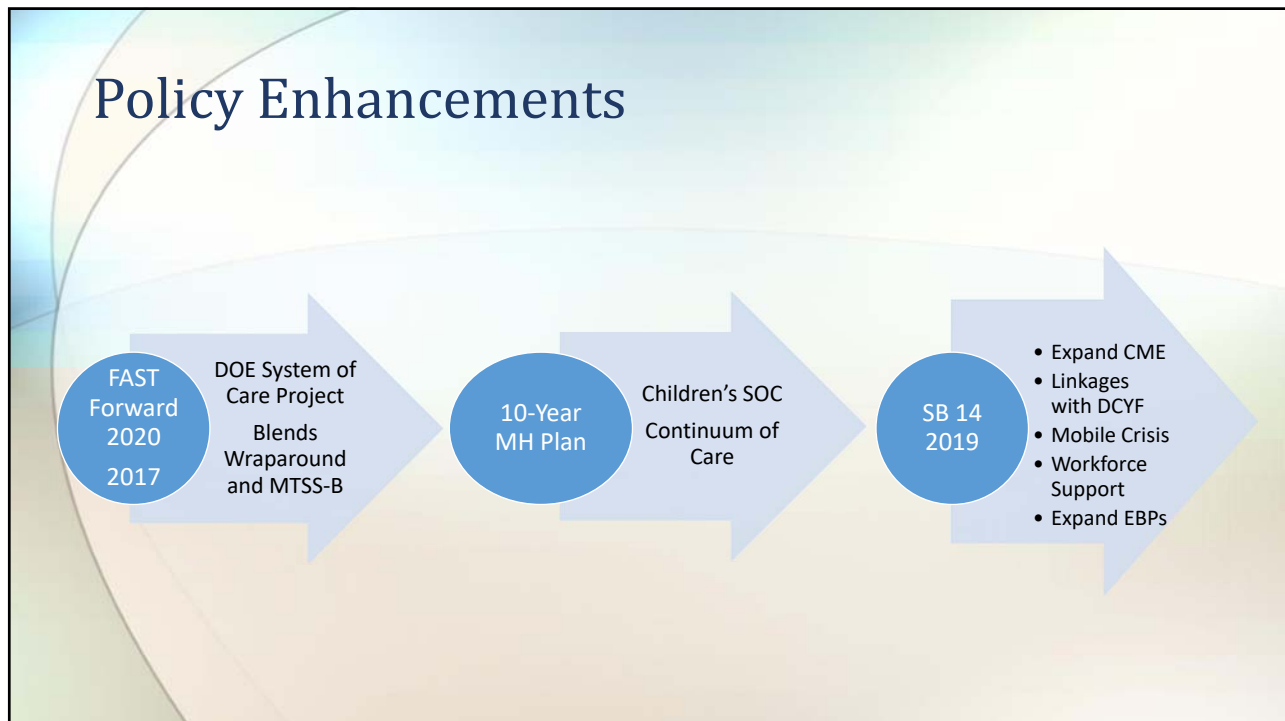 Policy Enhancements
FAST
Forward
2020
2017
DOE System of
Care Project
Blends
Wraparound
and MTSS-B
10-Year
MH Plan
Children's SOC
Continuum of
Care
SB 14
2019
• Expand CME
• Linkages
with DCYF
• Mobile Crisis
• Workforce
Support
• Expand EBPs